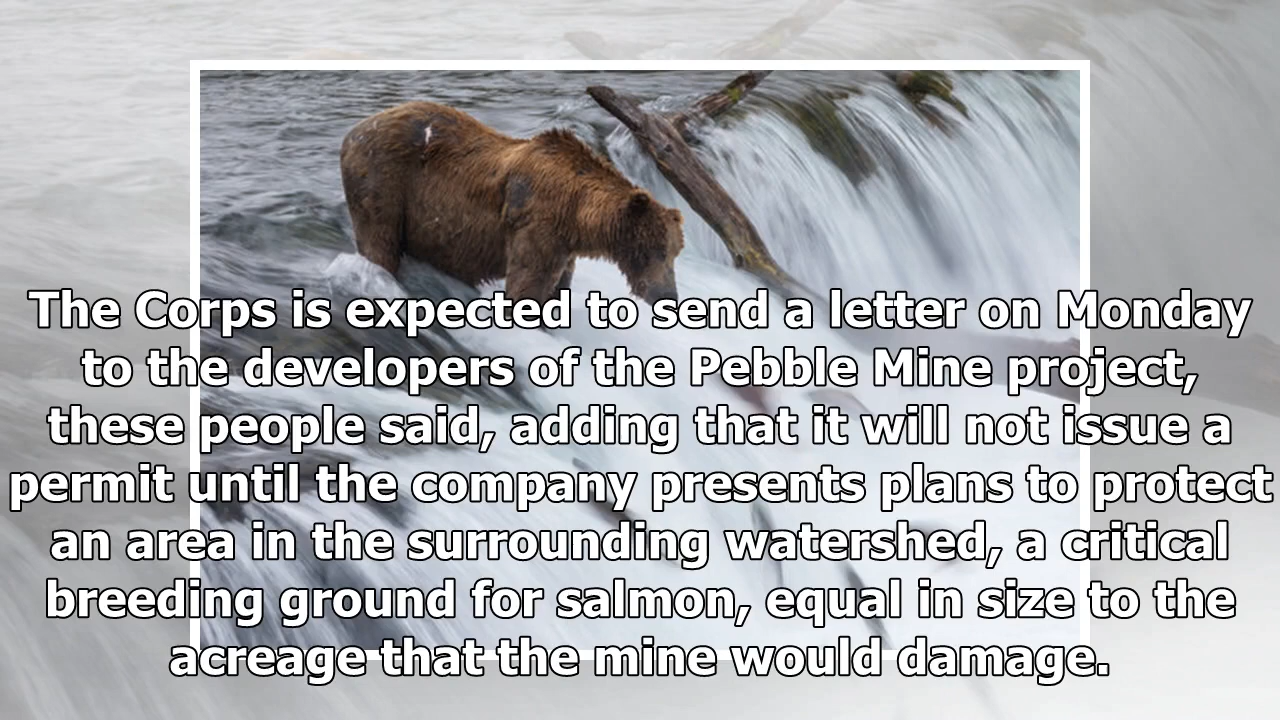 The Corps is expected to send a letter on Monday
to the developers of the Pebble Mine project,
these people said, adding that it will not issue a
permit until the company presents plans to protect
an area in the surrounding watershed, a critical
breeding ground for salmon, equal in size to the
acreage that the mine would damage.